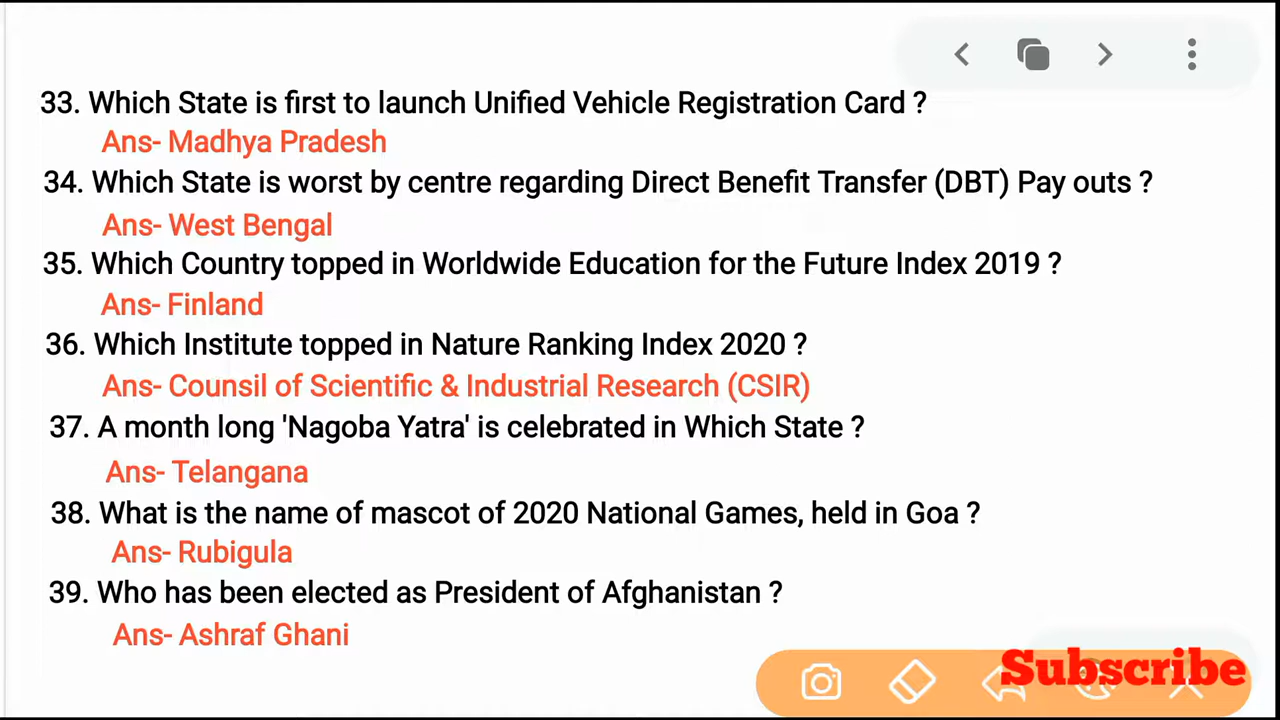 33. Which State is first to launch Unified Vehicle Registration Card ?
Ans- Madhya Pradesh
34. Which State is worst by centre regarding Direct Benefit Transfer (DBT) Pay outs ?
Ans- West Bengal
35. Which Country topped in Worldwide Education for the Future Index 2019 ?
Ans- Finland
36. Which Institute topped in Nature Ranking Index 2020 ?
Ans- Counsil of Scientific & Industrial Research (CSIR)
37. A month long 'Nagoba Yatra' is celebrated in Which State ?
Ans- Telangana
38. What is the name of mascot of 2020 National Games, held in Goa ?
Ans- Rubigula
39. Who has been elected as President of Afghanistan ?
Ans- Ashraf Ghani
Subscribe